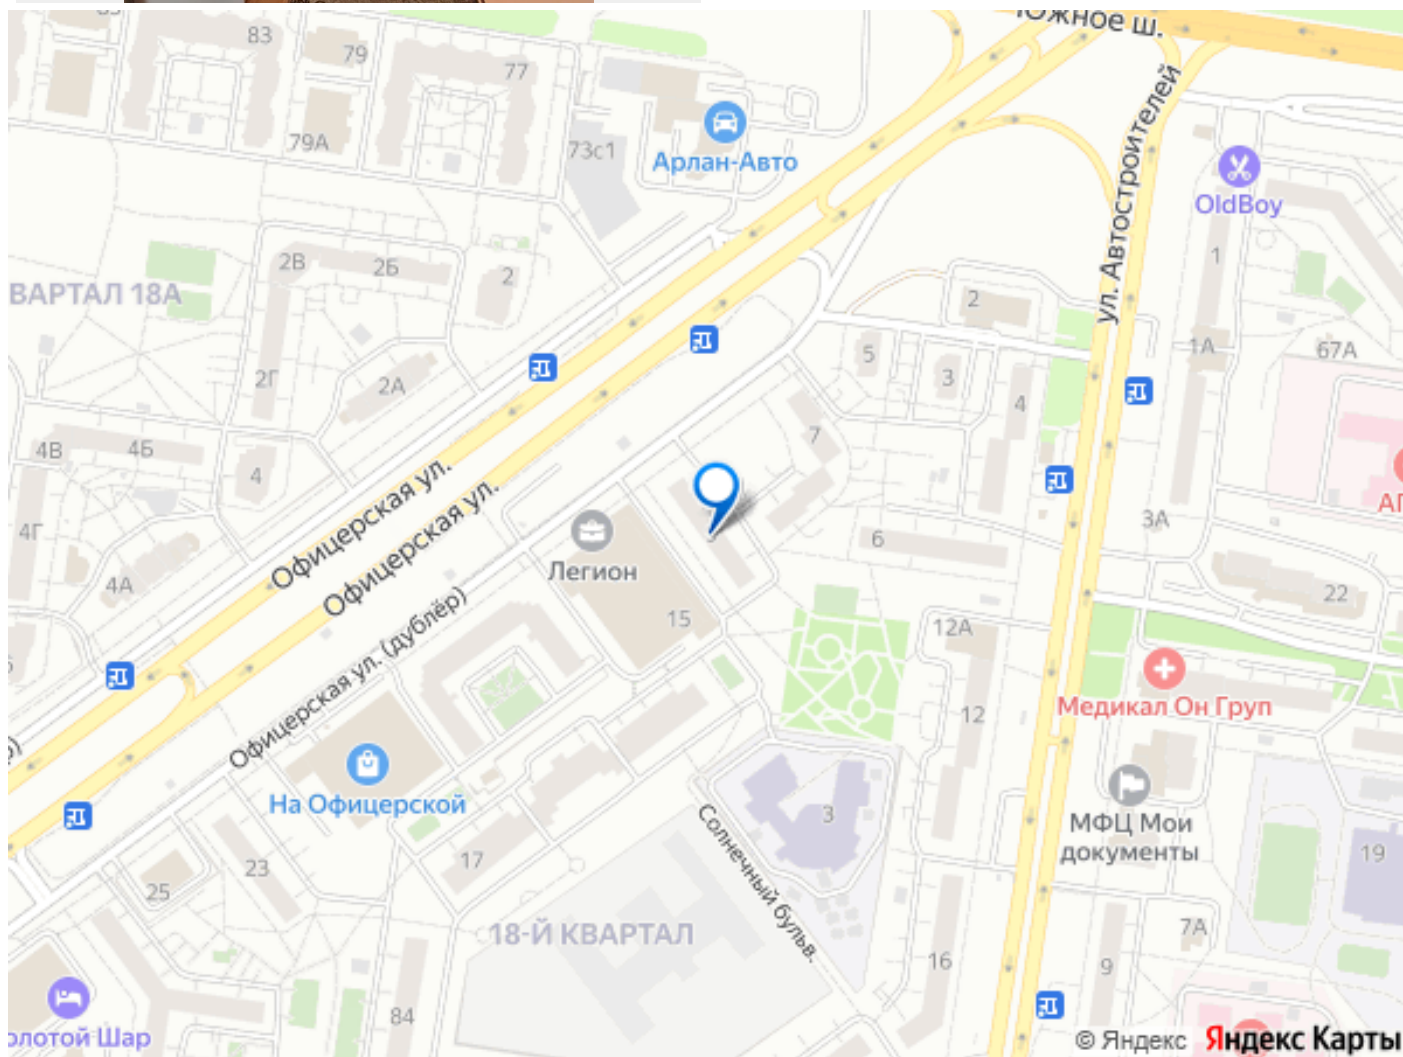 Южное ш.
83
79
77
79А
73с1
Арлан-Авто
ул. Автостроителей
OldBoy
1
2В
2Б
2
ВАРТАЛ 18А
2
1А
67А
5
3
4
2Г
2А
7
4В
4Б
4
Офицерская ул.
Офицерская ул.
4Г
4А
Легион
6
3А
22
15
12А
Офицерская ул. (дублёр)
12
Медикал Он Груп
На Офицерской
3
МФЦ Мои
документы
19
Солнечный бульв.
17
23
25
18-Й КВАРТАЛ
7А
16
9
84
олотой Шар
© Яндекс Яндекс Карты